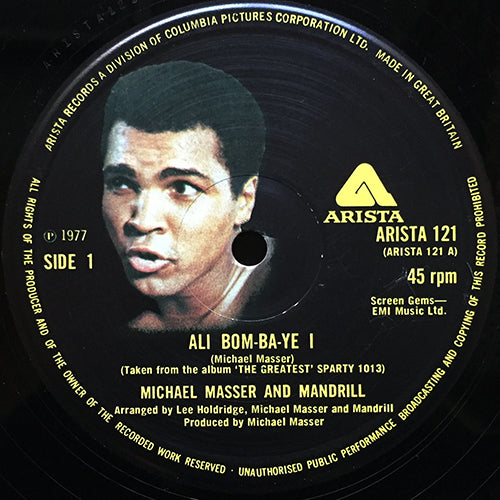 ARISTA 121
ARISTA RECORDS A DIVISION OF COLUMBIA PICTURES CORPORATION LTD. MADE IN GREAT BRITAIN
ARISTA
℗ 1977
SIDE 1
ARISTA 121
(ARISTA 121 A)
45 rpm
Screen Gems—
EMI Music Ltd.
ALI BOM-BA-YE I
(Michael Masser)
(Taken from the album 'THE GREATEST' SPARTY 1013)
MICHAEL MASSER AND MANDRILL
Arranged by Lee Holdridge, Michael Masser and Mandrill
Produced by Michael Masser
ALL RIGHTS OF THE PRODUCER AND OF THE OWNER OF THE RECORDED WORK RESERVED · UNAUTHORISED PUBLIC PERFORMANCE BROADCASTING AND COPYING OF THIS RECORD PROHIBITED